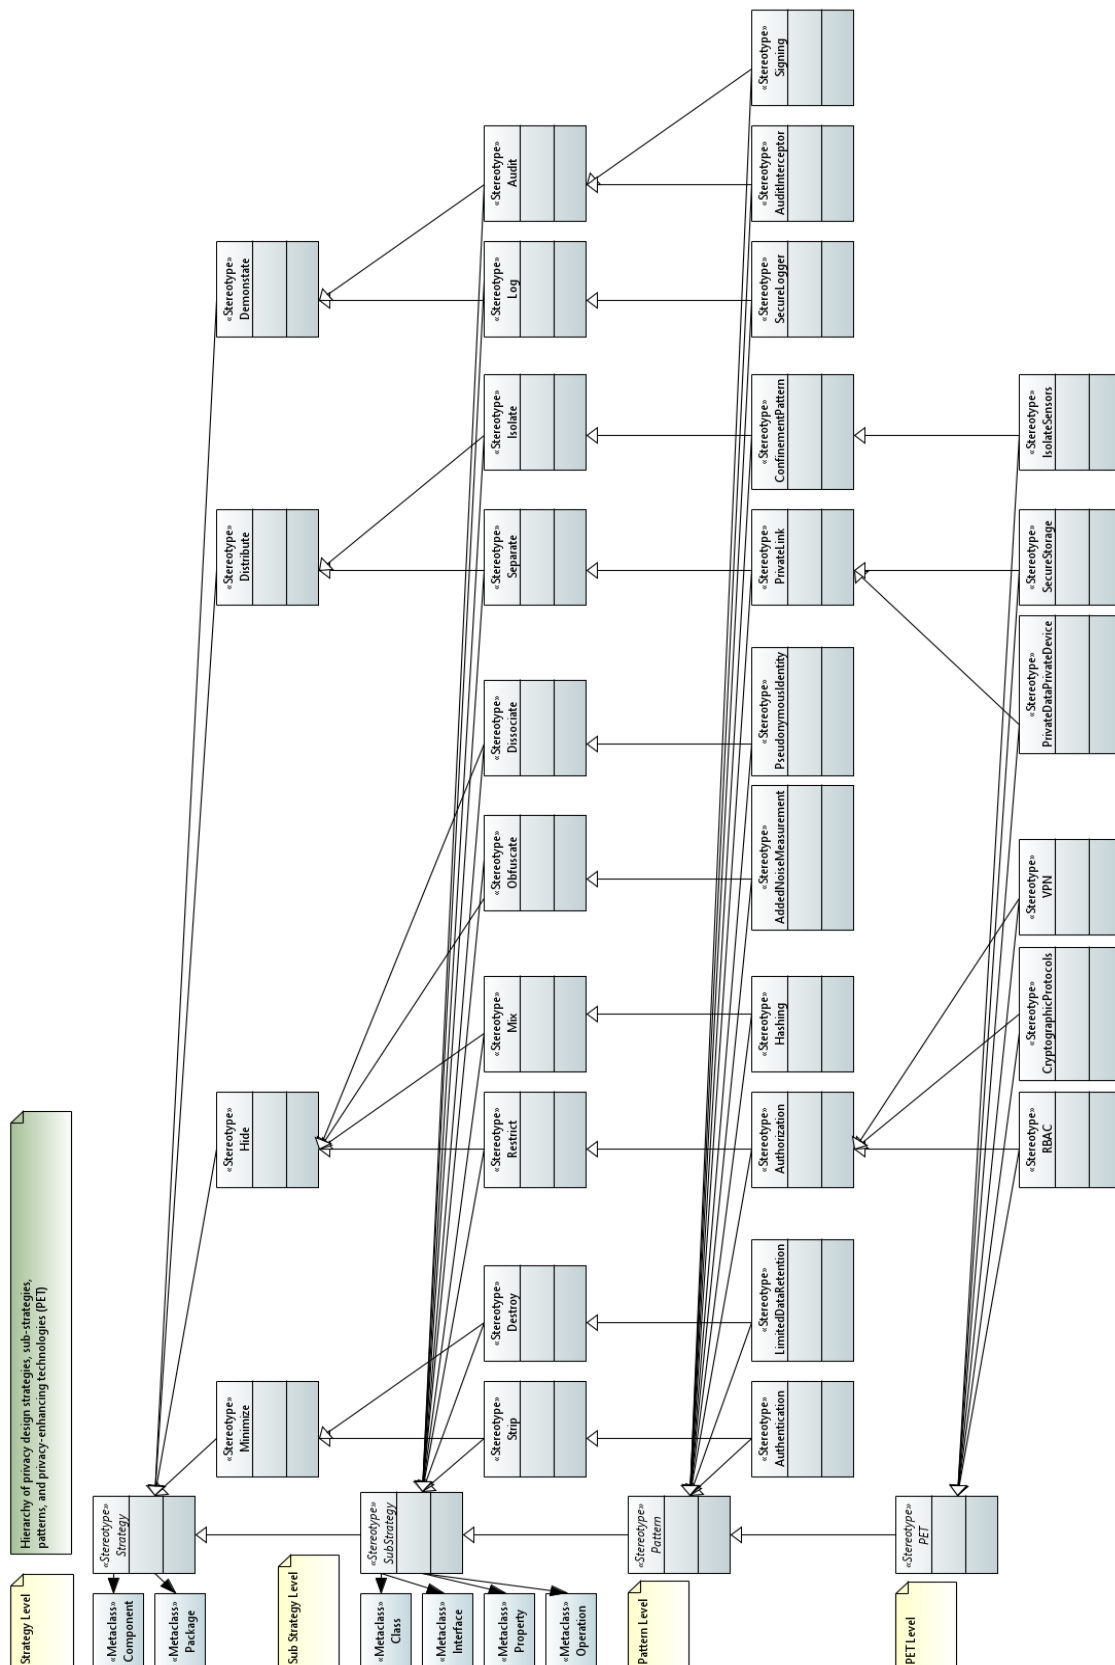 Strategy Level
Hierarchy of privacy design strategies, sub-strategies,
patterns, and privacy-enhancing technologies (PET)
«Metaclass»
Component
«Metaclass»
Package
«Stereotype»
Strategy
«Stereotype»
Minimize
«Stereotype»
Hide
«Stereotype»
Distribute
«Stereotype»
Demonstate
Sub Strategy Level
«Metaclass»
Class
«Metaclass»
Interface
«Metaclass»
Property
«Metaclass»
Operation
«Stereotype»
SubStrategy
«Stereotype»
Strip
«Stereotype»
Destroy
«Stereotype»
Restrict
«Stereotype»
Mix
«Stereotype»
Obfuscate
«Stereotype»
Dissociate
«Stereotype»
Separate
«Stereotype»
Isolate
«Stereotype»
Log
«Stereotype»
Audit
Pattern Level
«Stereotype»
Pattern
«Stereotype»
Authentication
«Stereotype»
LimitedDataRetention
«Stereotype»
Authorization
«Stereotype»
Hashing
«Stereotype»
AddedNoiseMeasurement
«Stereotype»
PseudonymousIdentity
«Stereotype»
PrivateLink
«Stereotype»
ConfinementPattern
«Stereotype»
SecureLogger
«Stereotype»
AuditInterceptor
«Stereotype»
Signing
PET Level
«Stereotype»
PET
«Stereotype»
RBAC
«Stereotype»
CryptographicProtocols
«Stereotype»
VPN
«Stereotype»
PrivateDataPrivateDevice
«Stereotype»
SecureStorage
«Stereotype»
IsolateSensors